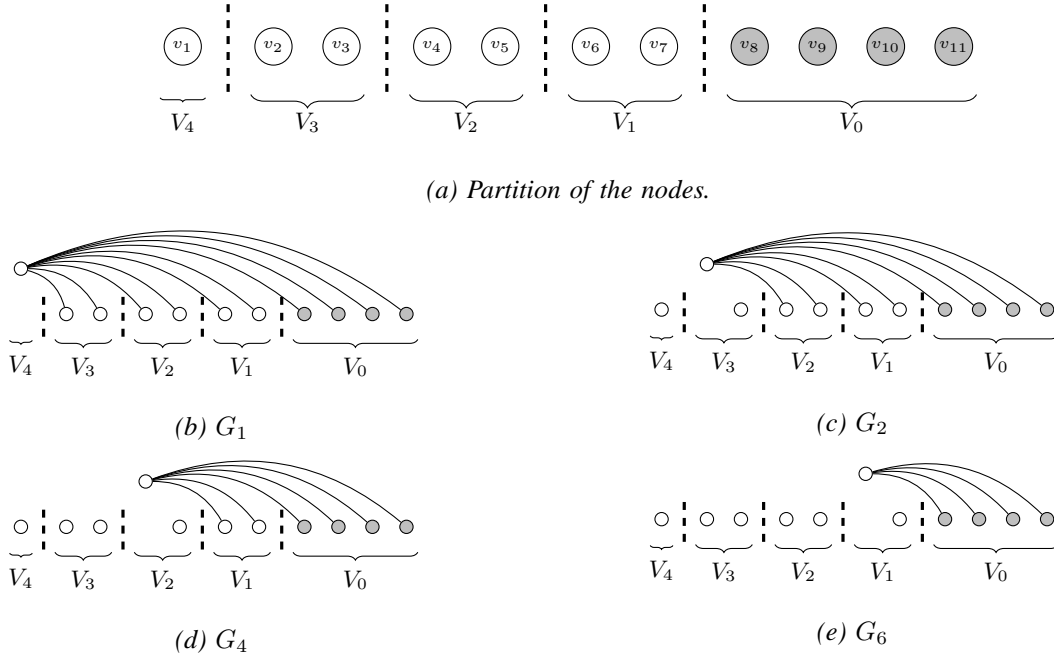 v₁ v₂ v₃ v₄ v₅ v₆ v₇ v₈ v₉ v₁₀ v₁₁
V₄ V₃ V₂ V₁ V₀
(a) Partition of the nodes.
V₄ V₃ V₂ V₁ V₀
(b) G₁
V₄ V₃ V₂ V₁ V₀
(c) G₂
V₄ V₃ V₂ V₁ V₀
(d) G₄
V₄ V₃ V₂ V₁ V₀
(e) G₆